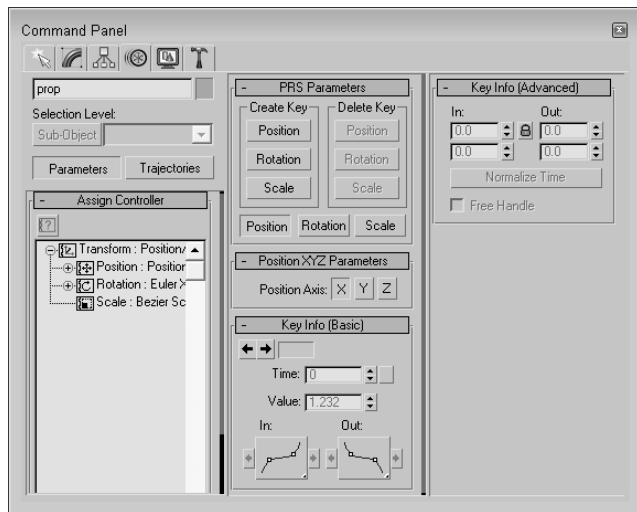 Command Panel
prop
Selection Level:
Sub-Object
Parameters Trajectories
- Assign Controller
Transform : Position/
Position : Position
Rotation : Euler X
Scale : Bezier Sc
- PRS Parameters
Create Key Delete Key
Position Position
Rotation Rotation
Scale Scale
Position Rotation Scale
- Position XYZ Parameters
Position Axis: X Y Z
- Key Info (Basic)
Time: 0
Value: 1.232
In: Out:
- Key Info (Advanced)
In: Out:
0.0 0.0
0.0 0.0
Normalize Time
Free Handle